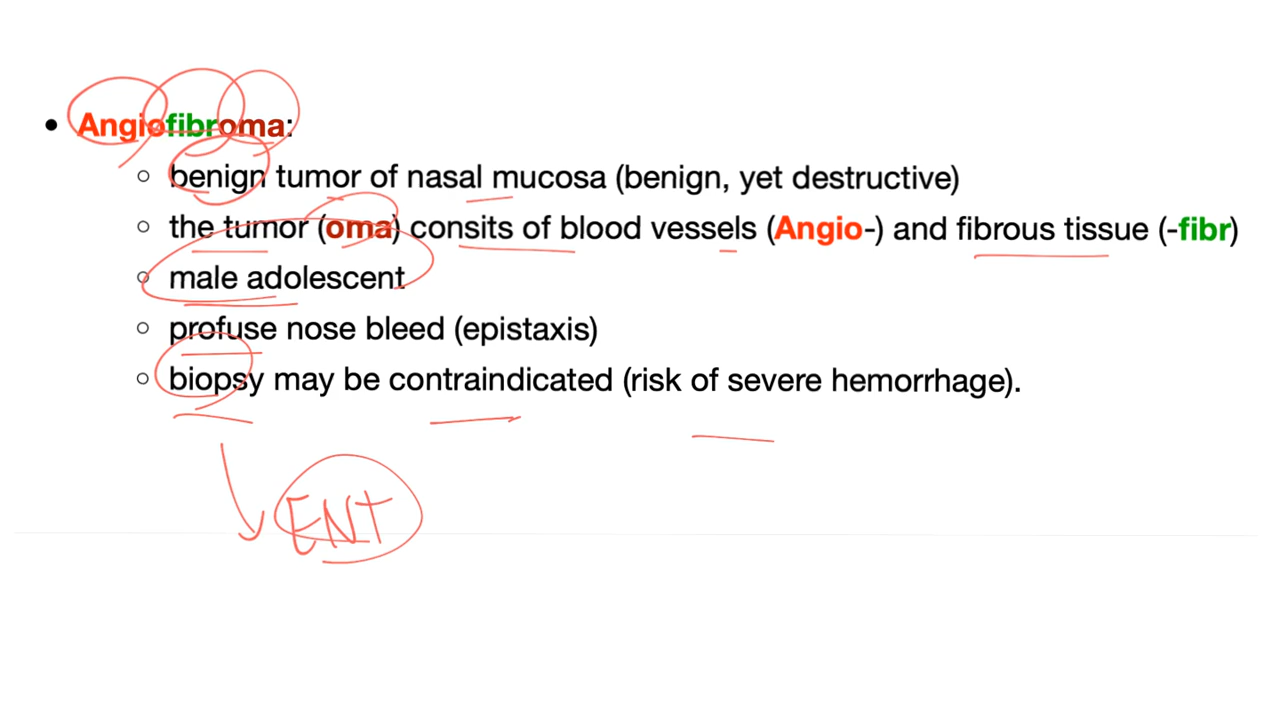 • Angiofibroma:
○ benign tumor of nasal mucosa (benign, yet destructive)
○ the tumor (oma) consits of blood vessels (Angio-) and fibrous tissue (-fibr)
○ male adolescent
○ profuse nose bleed (epistaxis)
○ biopsy may be contraindicated (risk of severe hemorrhage).
ENT